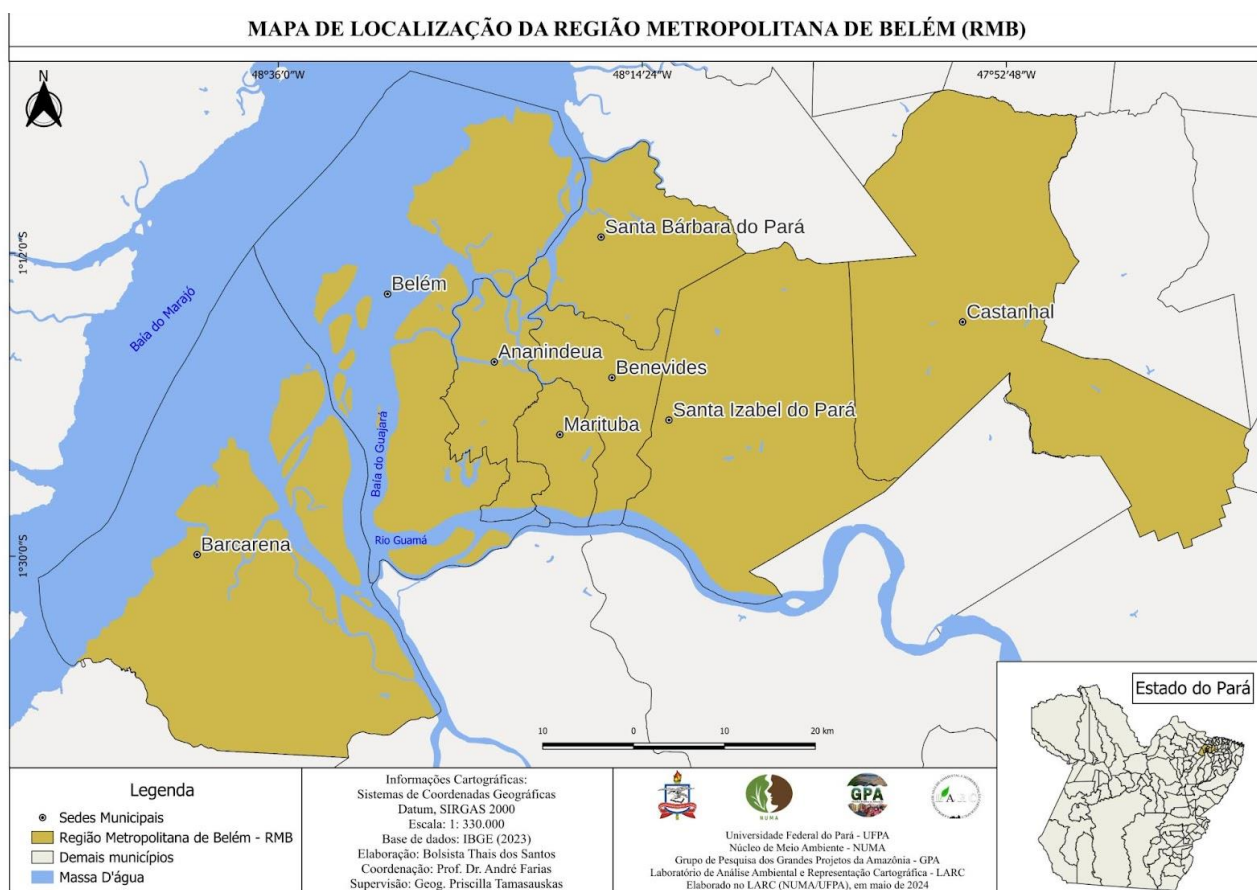 MAPA DE LOCALIZAÇÃO DA REGIÃO METROPOLITANA DE BELÉM (RMB)
48°36'0"W
48°14'24"W
47°52'48"W
N
1°12'0"S
1°30'0"S
Santa Bárbara do Pará
Belém
Baía do Marajó
Castanhal
Ananindeua
Benevides
Santa Izabel do Pará
Marituba
Baía do Guajará
Rio Guamá
Barcarena
10 0 10 20 km
Estado do Pará
Legenda
Sedes Municipais
Região Metropolitana de Belém - RMB
Demais municípios
Massa D'água
Informações Cartográficas:
Sistemas de Coordenadas Geográficas
Datum, SIRGAS 2000
Escala: 1: 330.000
Base de dados: IBGE (2023)
Elaboração: Bolsista Thais dos Santos
Coordenação: Prof. Dr. André Farias
Supervisão: Geog. Priscilla Tamasauskas
NUMA
GPA
LARC
Universidade Federal do Pará - UFPA
Núcleo de Meio Ambiente - NUMA
Grupo de Pesquisa dos Grandes Projetos da Amazônia - GPA
Laboratório de Análise Ambiental e Representação Cartográfica - LARC
Elaborado no LARC (NUMA/UFPA), em maio de 2024